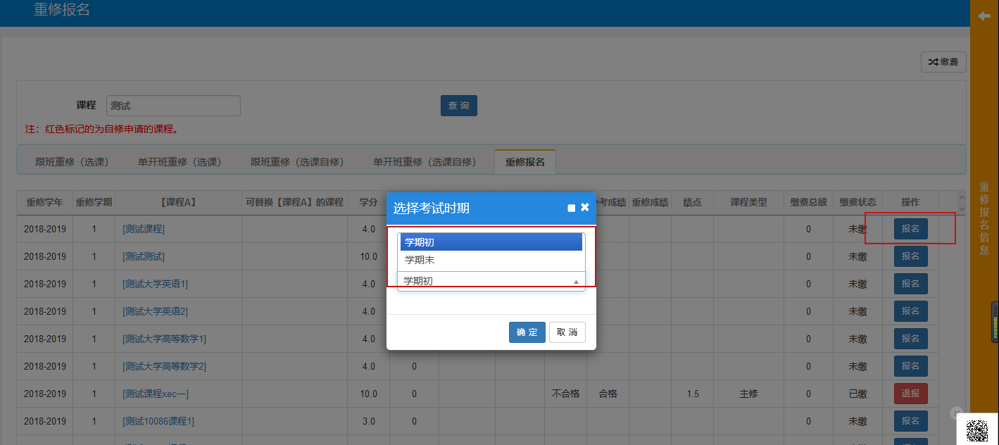 重修报名
缴费
课程 测试 查 询
注：红色标记的为自修申请的课程。
跟班重修（选课） 单开班重修（选课） 跟班重修（选课自修） 单开班重修（选课自修） 重修报名
重修学年 重修学期 【课程A】 可替换【课程A】的课程 学分 考成绩 重修成绩 绩点 课程类型 缴费总额 缴费状态 操作
2018-2019 1 [测试课程] 4.0 0 未缴 报名
2018-2019 1 [测试测试] 10.0 0 未缴 报名
2018-2019 1 [测试大学英语1] 4.0 0 未缴 报名
2018-2019 1 [测试大学英语2] 4.0 0 未缴 报名
2018-2019 1 [测试大学高等数学1] 4.0 0 未缴 报名
2018-2019 1 [测试大学高等数学2] 4.0 0 0 未缴 报名
2018-2019 1 [测试课程xec一] 10.0 0 不合格 合格 1.5 主修 0 已缴 退报
2018-2019 1 [测试10086课程1] 3.0 0 0 未缴 报名
选择考试时期
学期初
学期末
学期初
确 定 取 消
重修报名信息